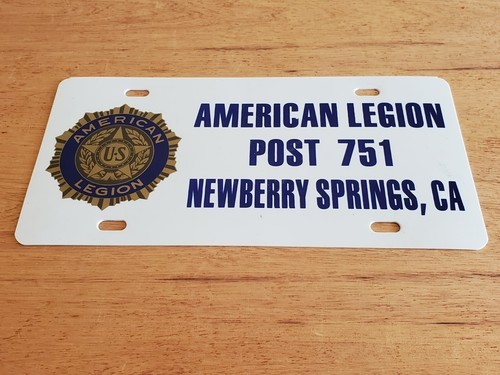 AMERICAN
U·S
LEGION
AMERICAN LEGION
POST 751
NEWBERRY SPRINGS, CA